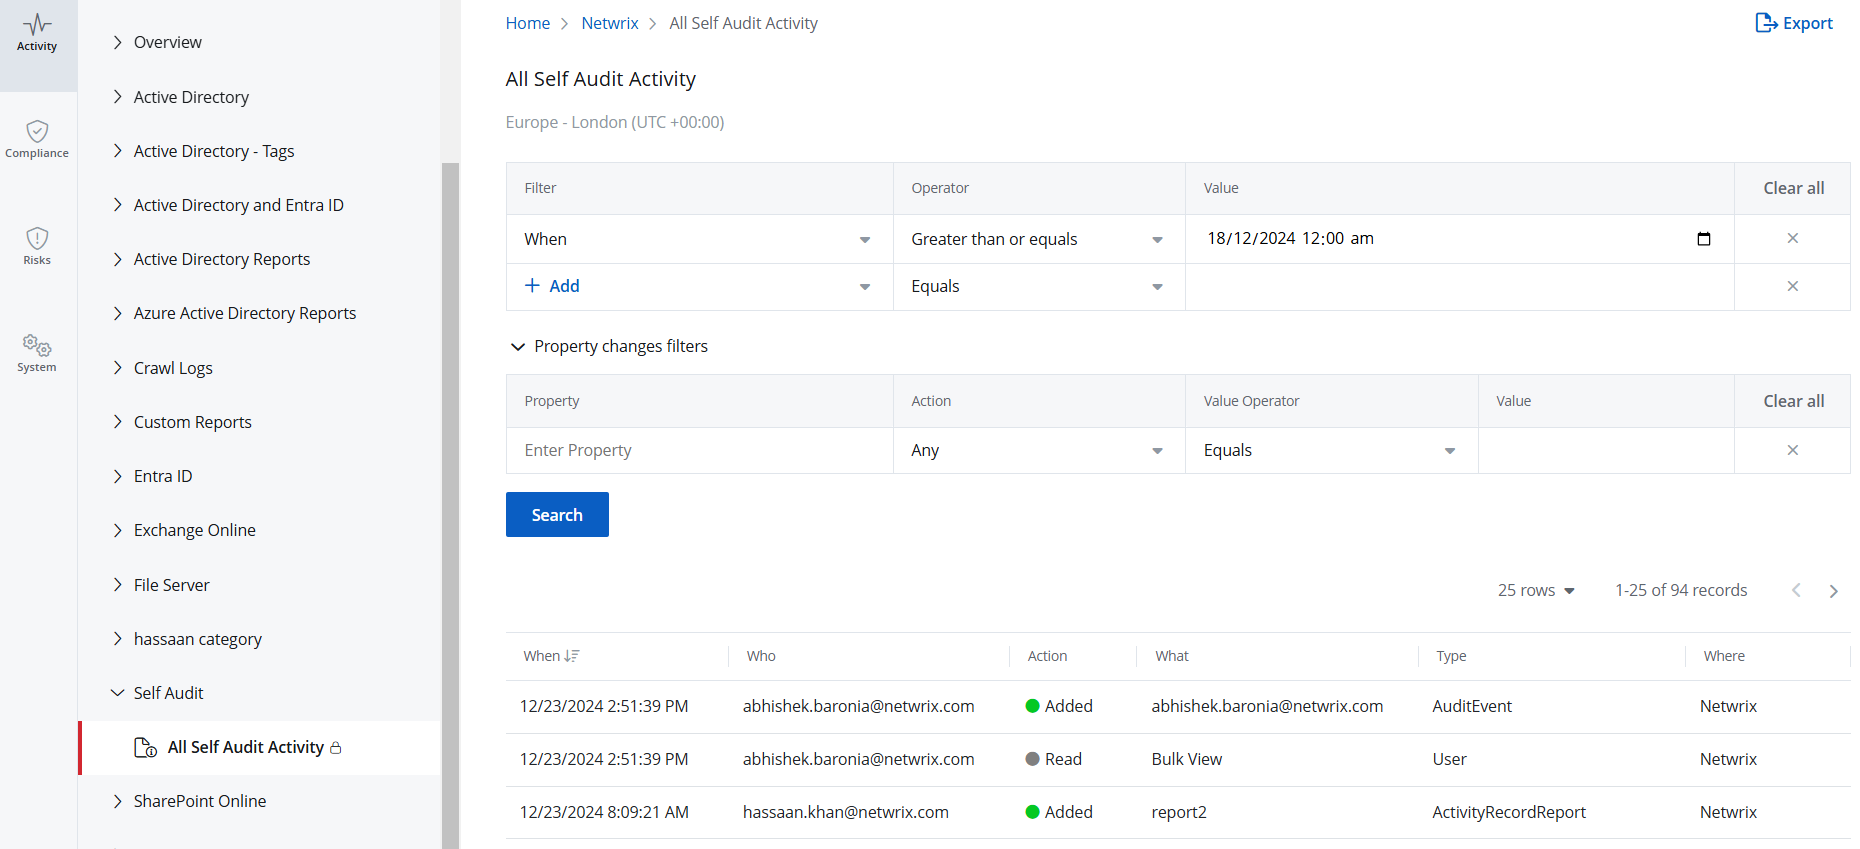 Activity
Compliance
Risks
System
Overview
Active Directory
Active Directory - Tags
Active Directory and Entra ID
Active Directory Reports
Azure Active Directory Reports
Crawl Logs
Custom Reports
Entra ID
Exchange Online
File Server
hassaan category
Self Audit
All Self Audit Activity
SharePoint Online
Home > Netwrix > All Self Audit Activity
Export
All Self Audit Activity
Europe - London (UTC +00:00)
Filter Operator Value Clear all
When Greater than or equals 18/12/2024 12:00 am
+ Add Equals
Property changes filters
Property Action Value Operator Value Clear all
Enter Property Any Equals
Search
25 rows 1-25 of 94 records
When Who Action What Type Where
12/23/2024 2:51:39 PM abhishek.baronia@netwrix.com Added abhishek.baronia@netwrix.com AuditEvent Netwrix
12/23/2024 2:51:39 PM abhishek.baronia@netwrix.com Read Bulk View User Netwrix
12/23/2024 8:09:21 AM hassaan.khan@netwrix.com Added report2 ActivityRecordReport Netwrix